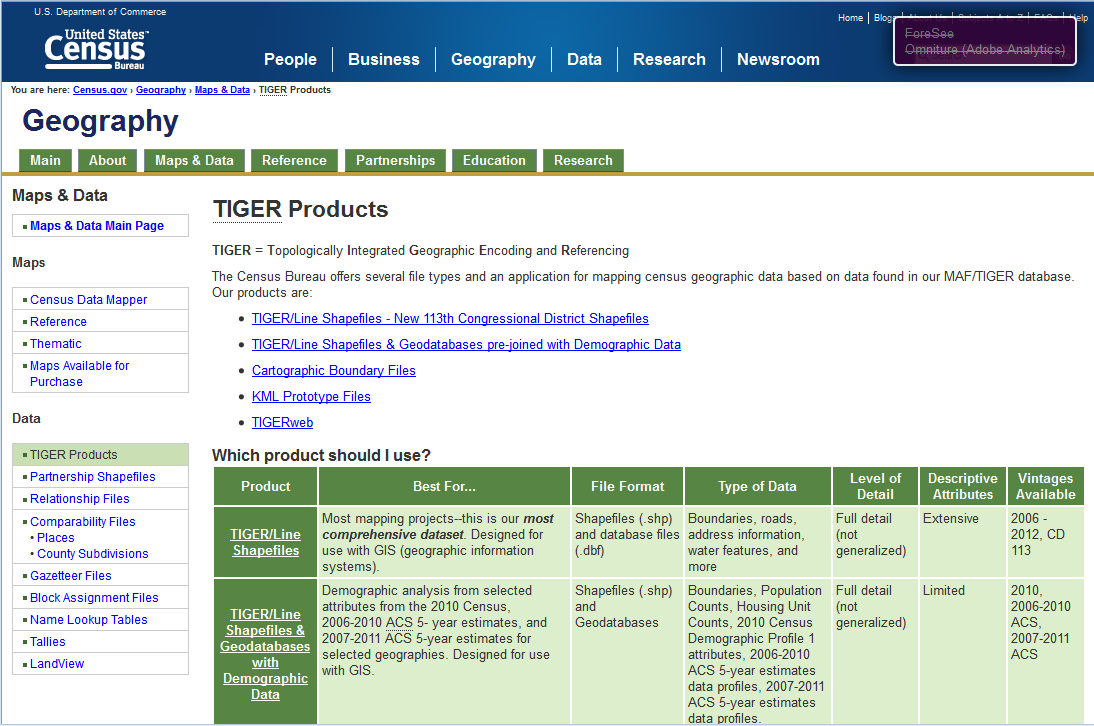 U.S. Department of Commerce
Home | Blogs | About Us | Subjects A to Z | FAQs | Help
ForeSee
Omniture (Adobe Analytics)
United States™
Census
Bureau
People | Business | Geography | Data | Research | Newsroom
You are here: Census.gov › Geography › Maps & Data › TIGER Products
Geography
Main About Maps & Data Reference Partnerships Education Research
Maps & Data
Maps & Data Main Page
Maps
Census Data Mapper
Reference
Thematic
Maps Available for
Purchase
Data
TIGER Products
Partnership Shapefiles
Relationship Files
Comparability Files
• Places
• County Subdivisions
Gazetteer Files
Block Assignment Files
Name Lookup Tables
Tallies
LandView
TIGER Products
TIGER = Topologically Integrated Geographic Encoding and Referencing
The Census Bureau offers several file types and an application for mapping census geographic data based on data found in our MAF/TIGER database.
Our products are:
• TIGER/Line Shapefiles - New 113th Congressional District Shapefiles
• TIGER/Line Shapefiles & Geodatabases pre-joined with Demographic Data
• Cartographic Boundary Files
• KML Prototype Files
• TIGERweb
Which product should I use?
Product
Best For...
File Format
Type of Data
Level of
Detail
Descriptive
Attributes
Vintages
Available
TIGER/Line
Shapefiles
Most mapping projects--this is our most
comprehensive dataset. Designed for
use with GIS (geographic information
systems).
Shapefiles (.shp)
and database files
(.dbf)
Boundaries, roads,
address information,
water features, and
more
Full detail
(not
generalized)
Extensive
2006 -
2012, CD
113
TIGER/Line
Shapefiles &
Geodatabases
with
Demographic
Data
Demographic analysis from selected
attributes from the 2010 Census,
2006-2010 ACS 5- year estimates, and
2007-2011 ACS 5-year estimates for
selected geographies. Designed for use
with GIS.
Shapefiles (.shp)
and
Geodatabases
Boundaries, Population
Counts, Housing Unit
Counts, 2010 Census
Demographic Profile 1
attributes, 2006-2010
ACS 5-year estimates
data profiles, 2007-2011
ACS 5-year estimates
data profiles.
Full detail
(not
generalized)
Limited
2010,
2006-2010
ACS,
2007-2011
ACS